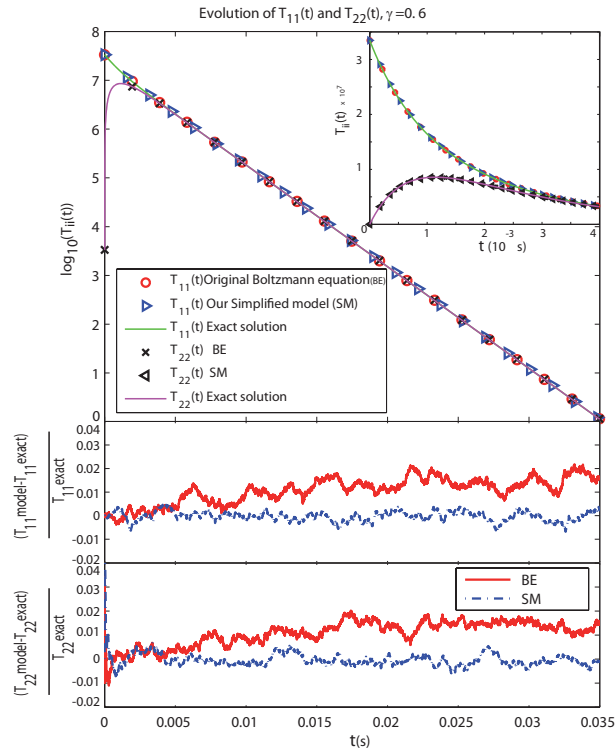 Evolution of T11(t) and T22(t), γ=0.6
8
7
6
5
4
3
2
1
0
log10(Tii(t))
3
2
1
0
Tii(t) × 10^7
0
1
2
3
4
t (10 -3 s)
T11(t)Original Boltzmann equation(BE)
T11(t) Our Simplified model (SM)
T11(t) Exact solution
T22(t) BE
T22(t) SM
T22(t) Exact solution
0.04
0.03
0.02
0.01
0
-0.01
-0.02
(T11model-T11exact)
T11exact
0.04
0.03
0.02
0.01
0
-0.01
-0.02
(T22model-T22exact)
T22exact
BE
SM
0
0.005
0.01
0.015
0.02
0.025
0.03
0.035
t(s)